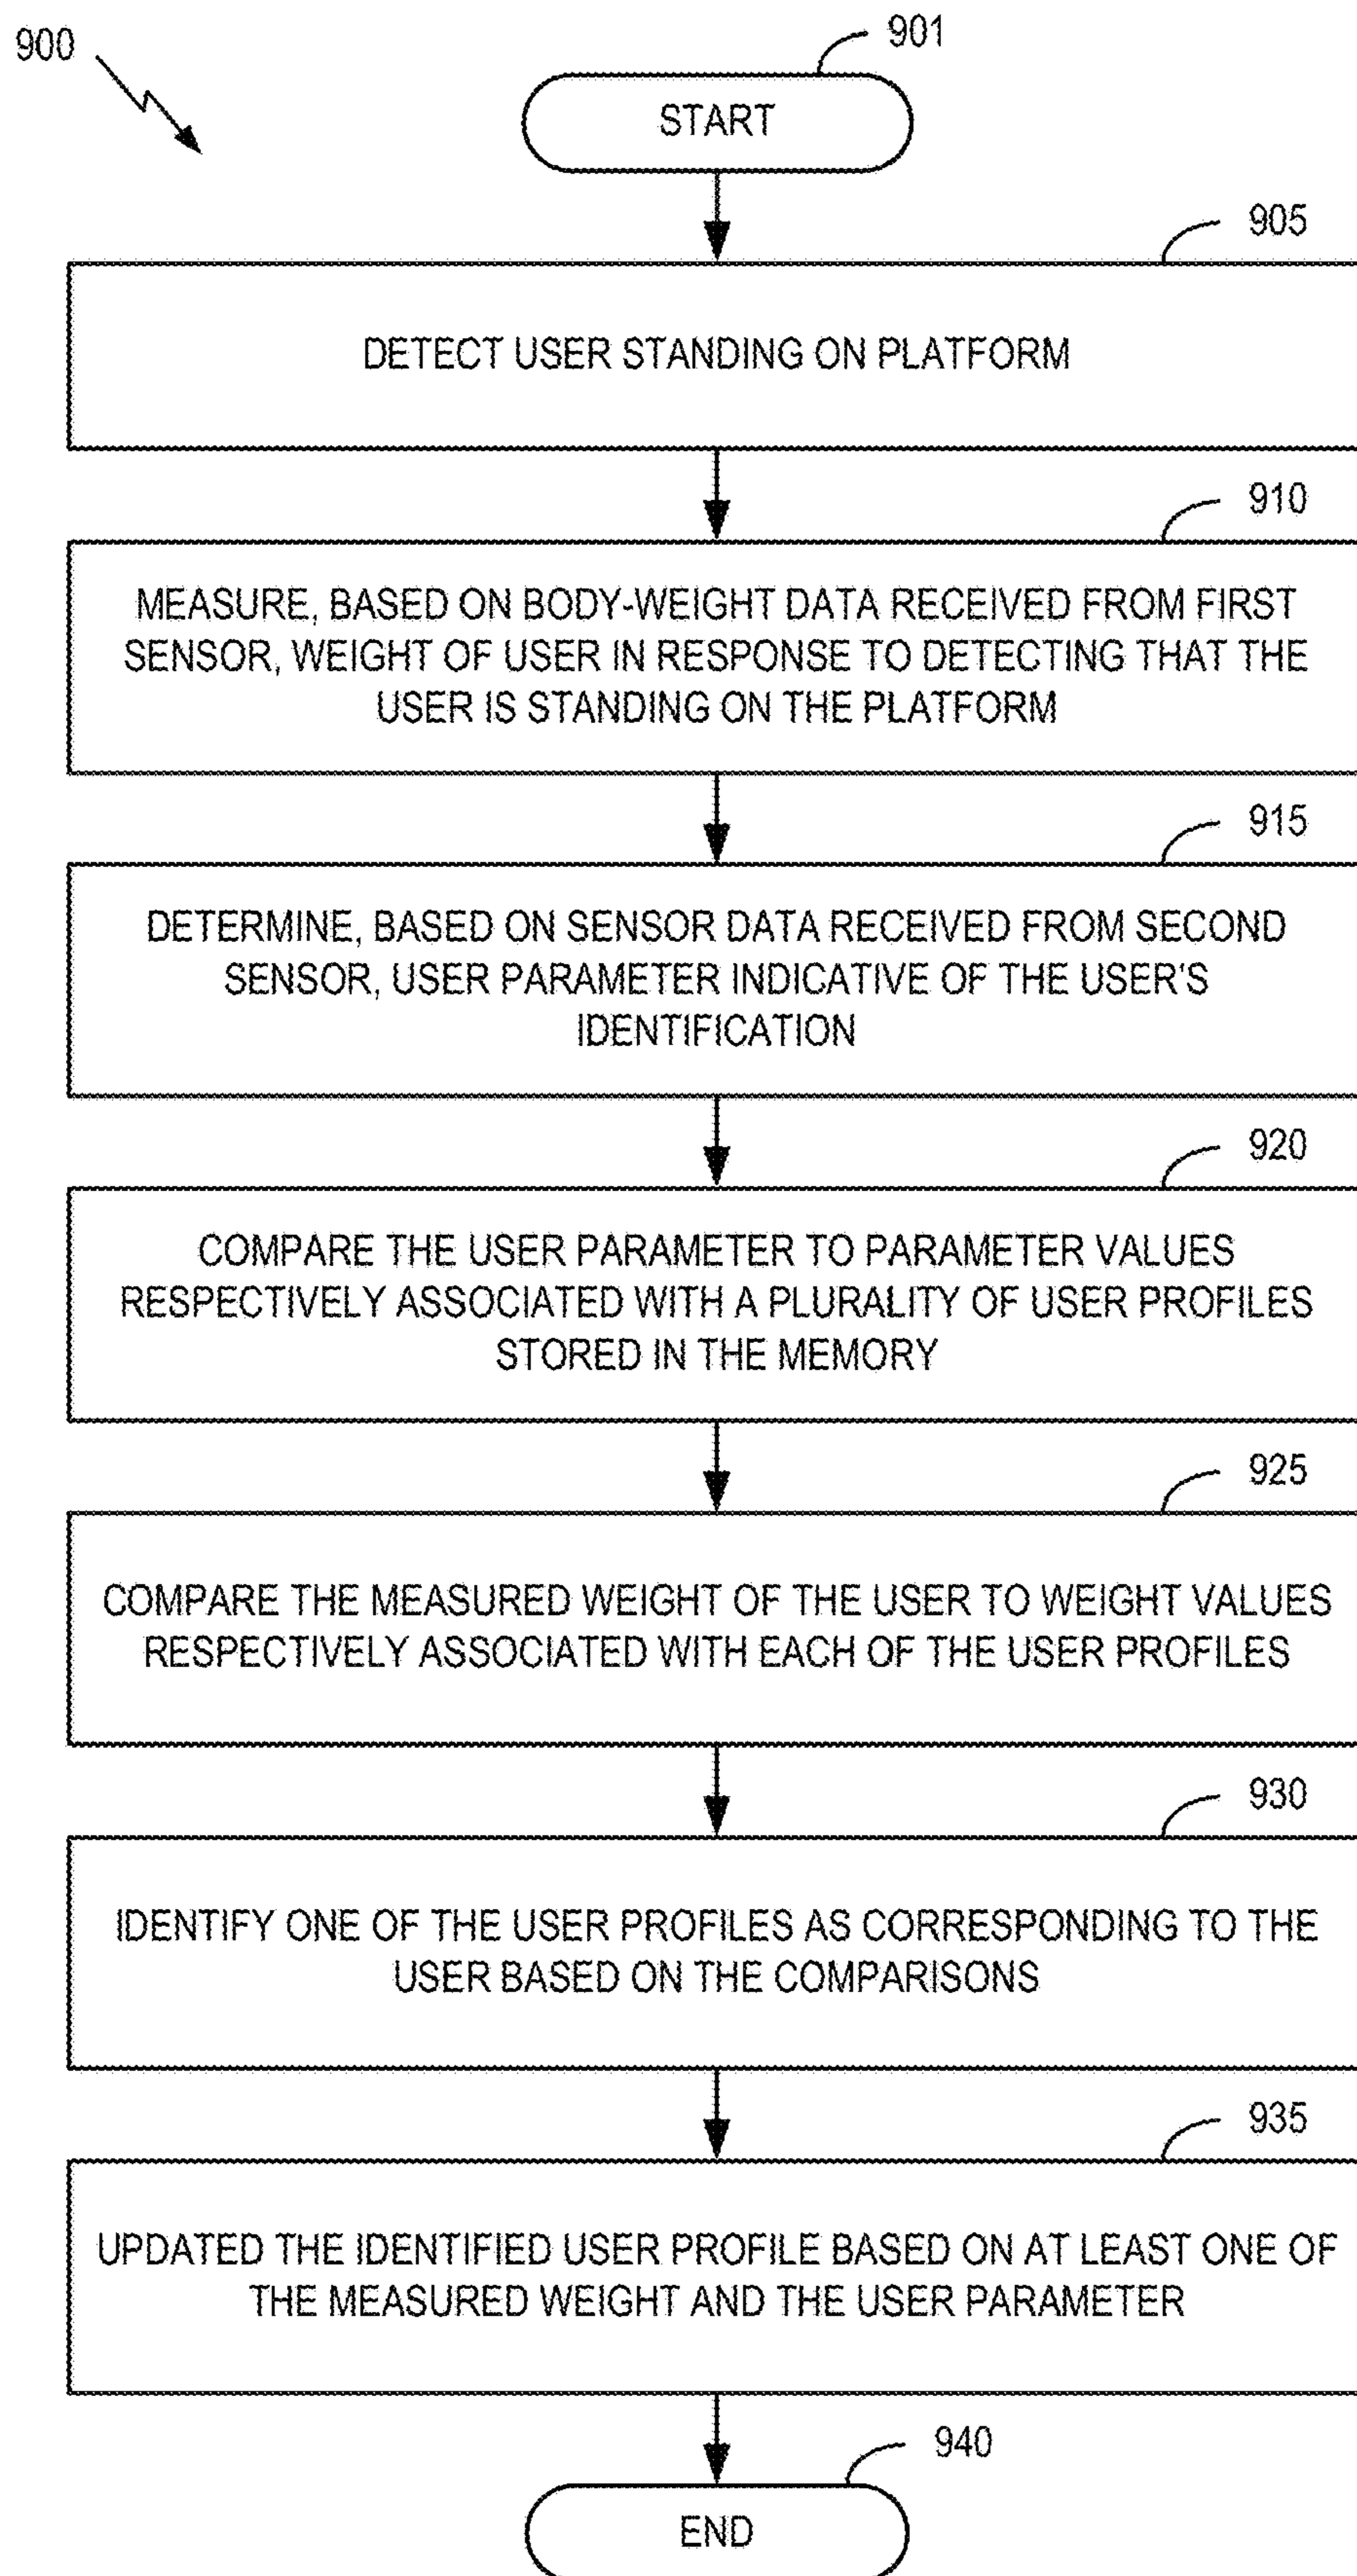 900
901
START
905
DETECT USER STANDING ON PLATFORM
910
MEASURE, BASED ON BODY-WEIGHT DATA RECEIVED FROM FIRST
SENSOR, WEIGHT OF USER IN RESPONSE TO DETECTING THAT THE
USER IS STANDING ON THE PLATFORM
915
DETERMINE, BASED ON SENSOR DATA RECEIVED FROM SECOND
SENSOR, USER PARAMETER INDICATIVE OF THE USER'S
IDENTIFICATION
920
COMPARE THE USER PARAMETER TO PARAMETER VALUES
RESPECTIVELY ASSOCIATED WITH A PLURALITY OF USER PROFILES
STORED IN THE MEMORY
925
COMPARE THE MEASURED WEIGHT OF THE USER TO WEIGHT VALUES
RESPECTIVELY ASSOCIATED WITH EACH OF THE USER PROFILES
930
IDENTIFY ONE OF THE USER PROFILES AS CORRESPONDING TO THE
USER BASED ON THE COMPARISONS
935
UPDATED THE IDENTIFIED USER PROFILE BASED ON AT LEAST ONE OF
THE MEASURED WEIGHT AND THE USER PARAMETER
940
END